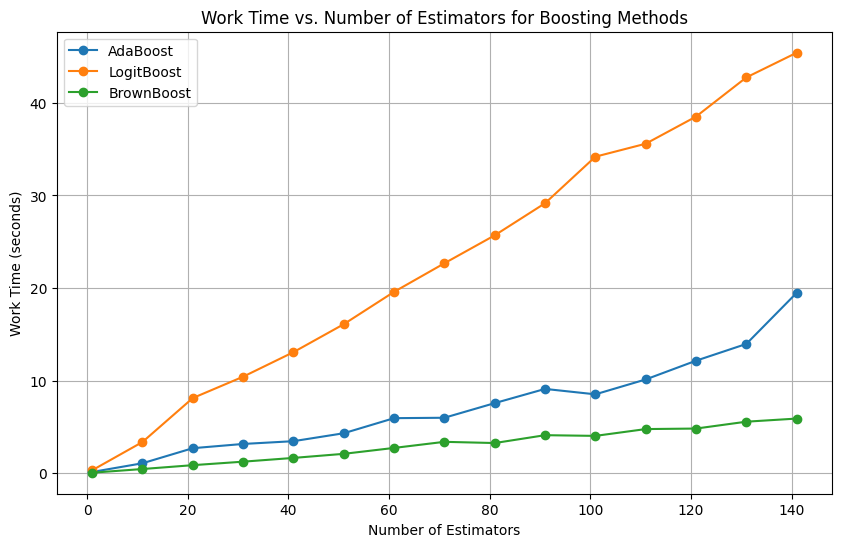 Work Time vs. Number of Estimators for Boosting Methods
AdaBoost
LogitBoost
BrownBoost
Work Time (seconds)
40
30
20
10
0
0 20 40 60 80 100 120 140
Number of Estimators